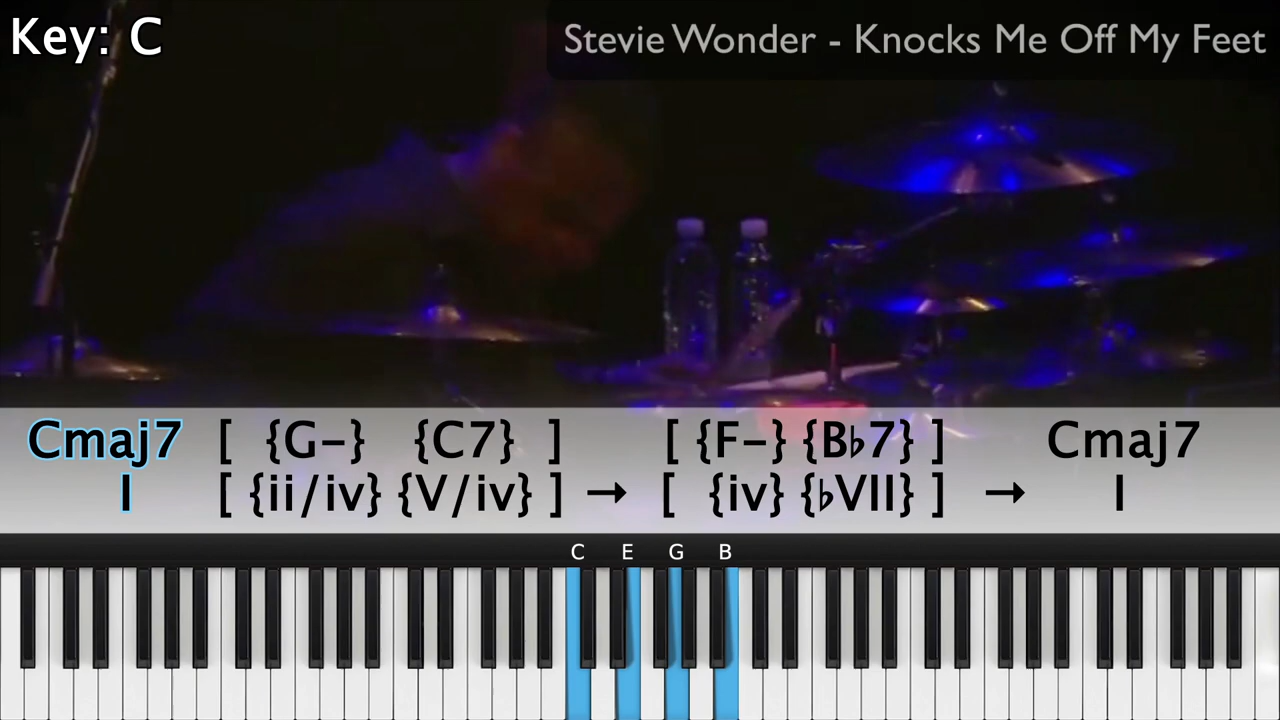 Key: C
Stevie Wonder - Knocks Me Off My Feet
Cmaj7 [ {G–} {C7} ] [ {F–} {B♭7} ] Cmaj7
I [ {ii/iv} {V/iv} ] → [ {iv} {♭VII} ] → I
C E G B